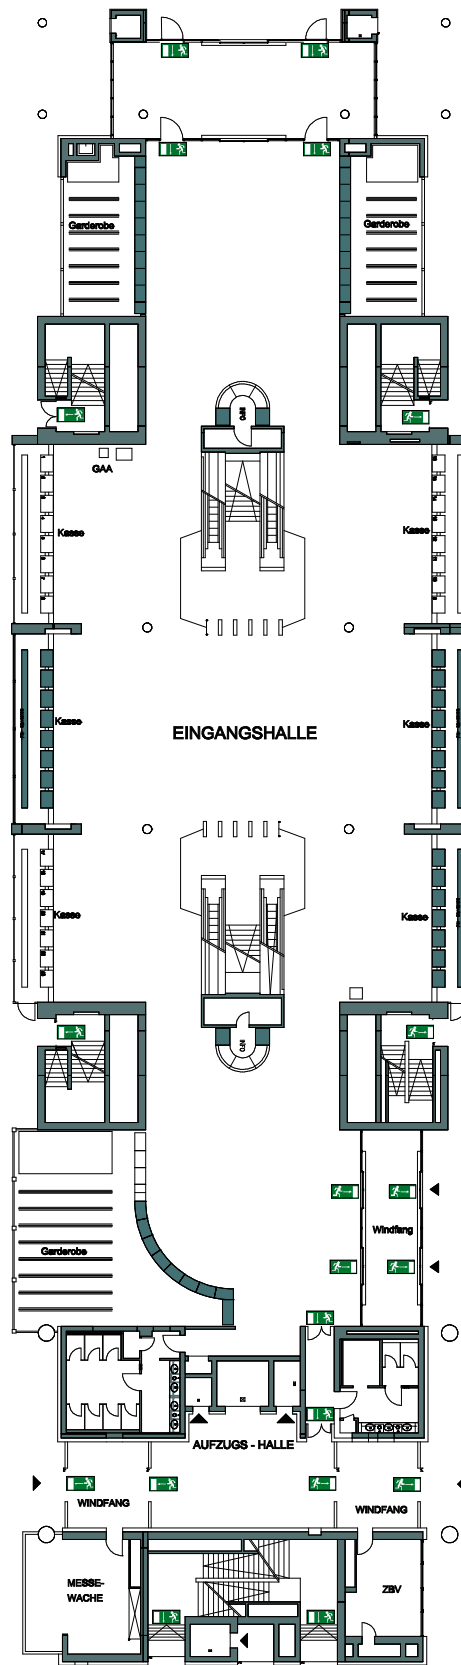 Garderobe
Garderobe
GAA
Kasse
Kasse
Kasse
Kasse
EINGANGSHALLE
Kasse
Kasse
Windfang
Garderobe
AUFZUGS - HALLE
WINDFANG
WINDFANG
MESSE-
WACHE
ZBV